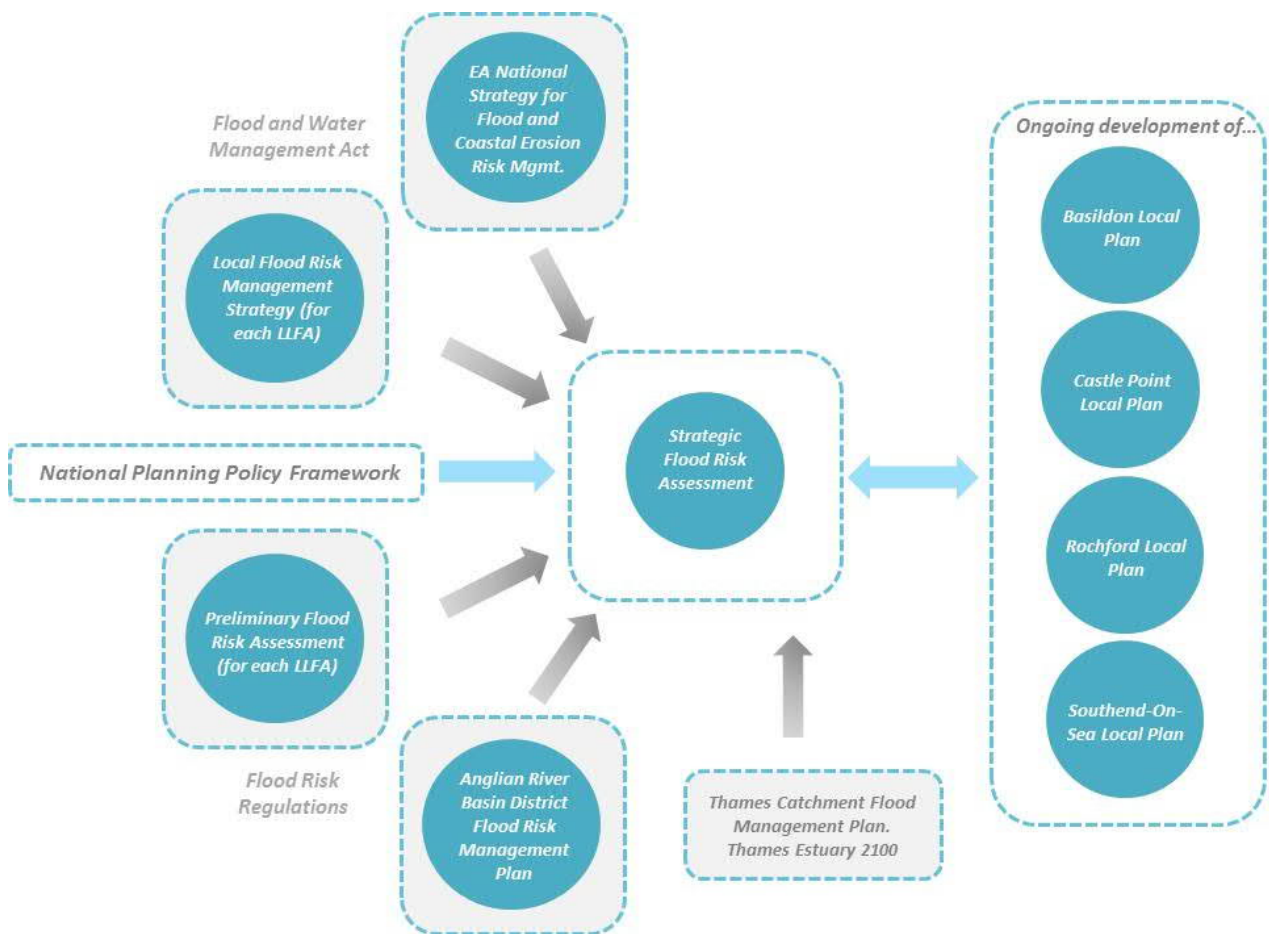 EA National
Strategy for
Flood and
Coastal Erosion
Risk Mgmt.
Flood and Water
Management Act
Local Flood Risk
Management
Strategy (for
each LLFA)
National Planning Policy Framework
Preliminary Flood
Risk Assessment
(for each LLFA)
Flood Risk
Regulations
Anglian River
Basin District
Flood Risk
Management
Plan
Strategic
Flood Risk
Assessment
Thames Catchment Flood
Management Plan.
Thames Estuary 2100
Ongoing development of...
Basildon Local
Plan
Castle Point
Local Plan
Rochford Local
Plan
Southend-On-
Sea Local Plan